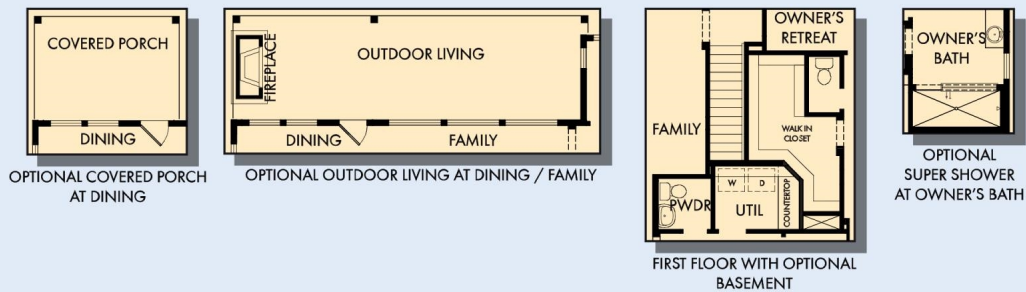 COVERED PORCH
DINING
OPTIONAL COVERED PORCH
AT DINING
FIREPLACE
OUTDOOR LIVING
DINING
FAMILY
OPTIONAL OUTDOOR LIVING AT DINING / FAMILY
OWNER'S
RETREAT
FAMILY
WALK IN
CLOSET
W D
PWDR
UTIL
COUNTERTOP
FIRST FLOOR WITH OPTIONAL
BASEMENT
OWNER'S
BATH
OPTIONAL
SUPER SHOWER
AT OWNER'S BATH